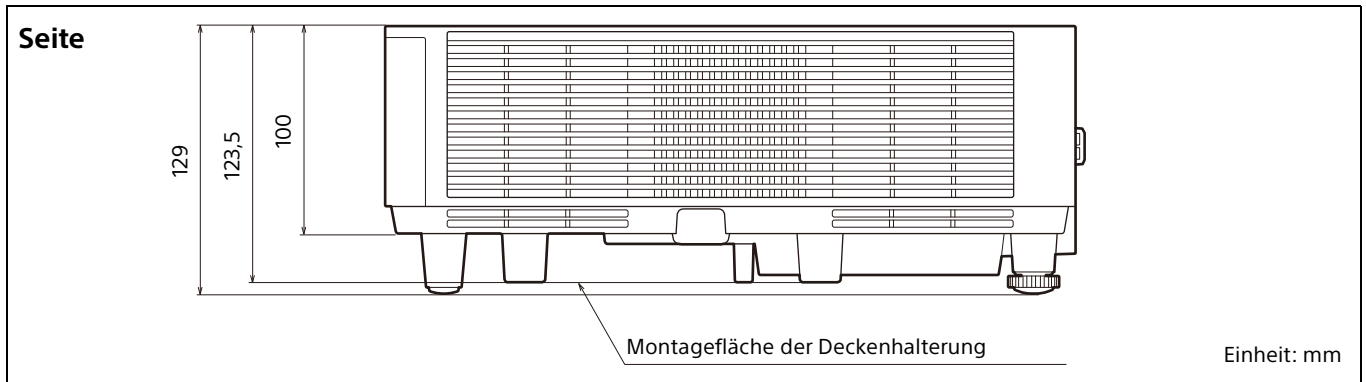 Seite
129
123,5
100
Montagefläche der Deckenhalterung
Einheit: mm